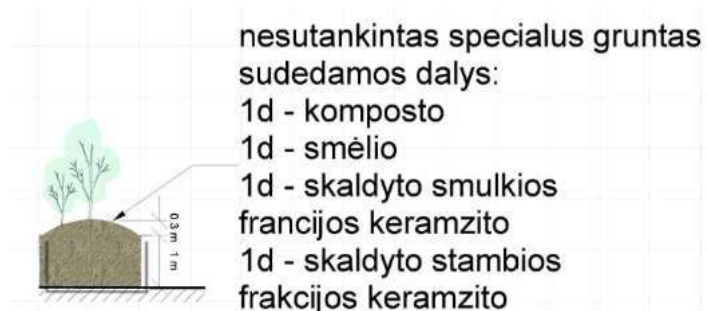 nesutankintas specialus gruntas
sudedamos dalys:
1d - komposto
1d - smėlio
1d - skaldyto smulkios
francijos keramzito
1d - skaldyto stambios
frakcijos keramzito
0.3 m
1 m